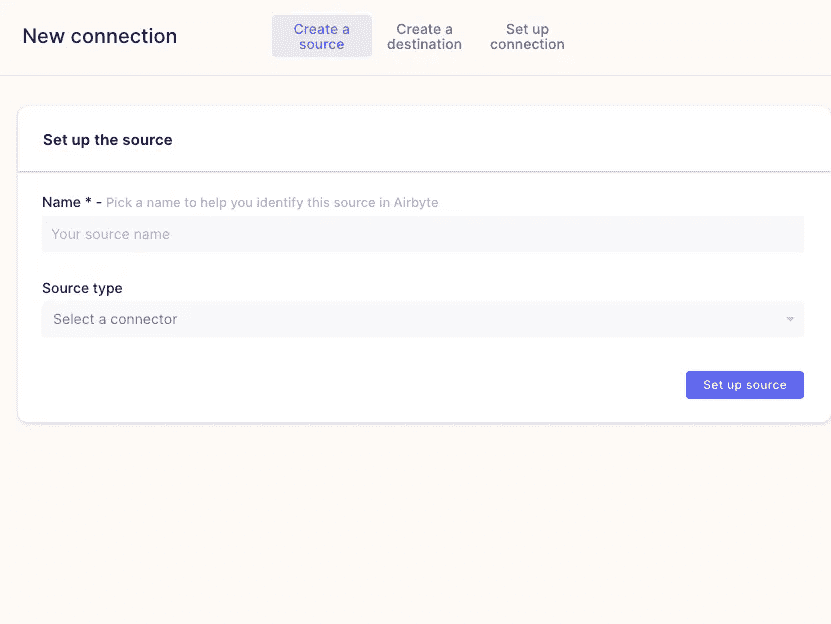 New connection
Create a
source
Create a
destination
Set up
connection
Set up the source
Name * - Pick a name to help you identify this source in Airbyte
Your source name
Source type
Select a connector
Set up source